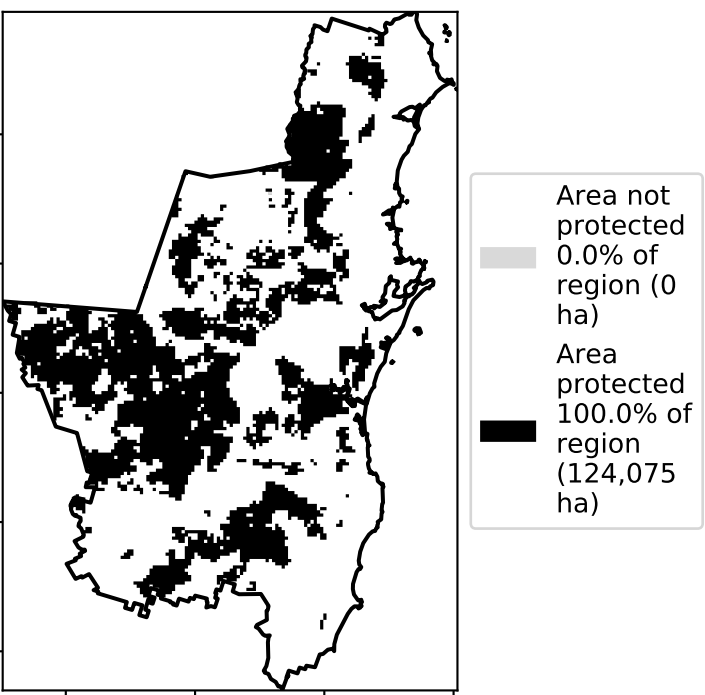 Area not
protected
0.0% of
region (0
ha)
Area
protected
100.0% of
region
(124,075
ha)